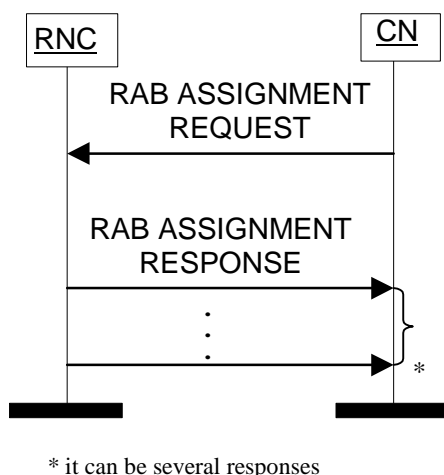 RNC
CN
RAB ASSIGNMENT
REQUEST
RAB ASSIGNMENT
RESPONSE
*
* it can be several responses